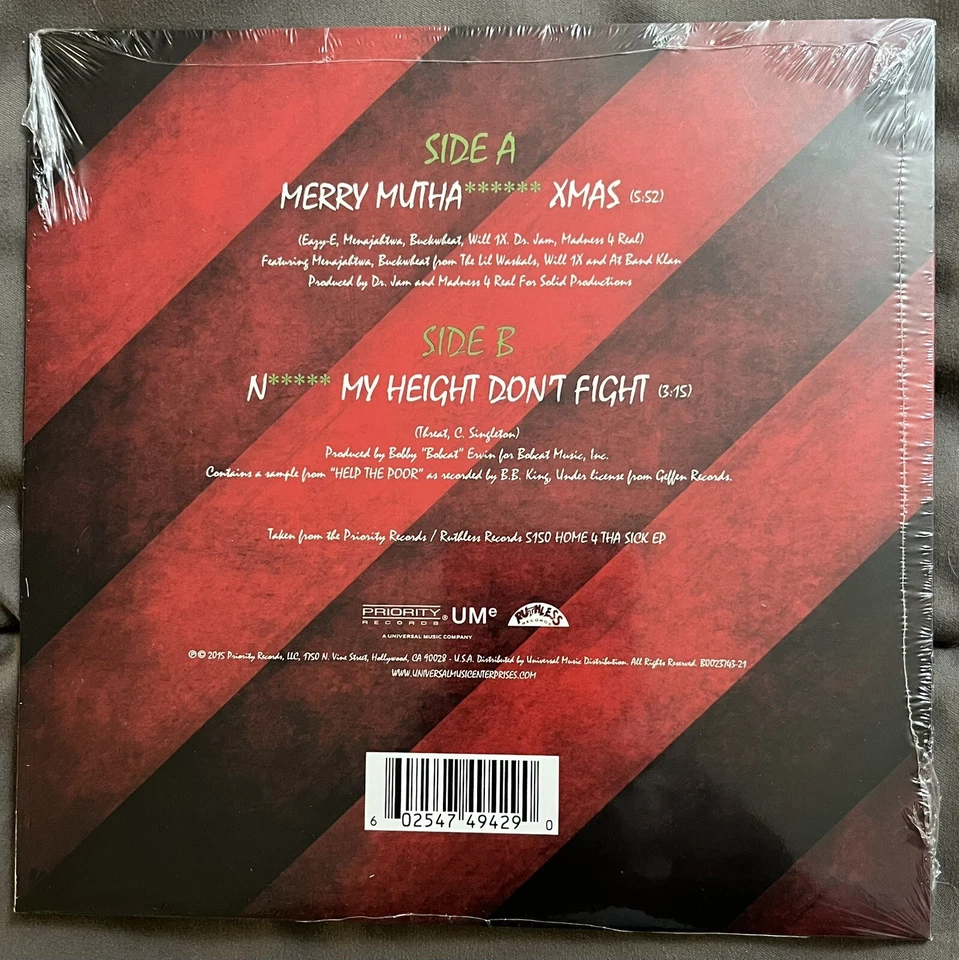 SIDE A
MERRY MUTHA****** XMAS (5:52)
(Eazy-E, Menajahtwa, Buckwheat, Will 1X. Dr. Jam, Madness 4 Real)
Featuring Menajahtwa, Buckwheat from The Lil Waskals, Will 1X and At Band Klan
Produced by Dr. Jam and Madness 4 Real For Solid Productions
SIDE B
N***** MY HEIGHT DON'T FIGHT (3:15)
(Threat, C. Singleton)
Produced by Bobby "Bobcat" Ervin for Bobcat Music, Inc.
Contains a sample from "HELP THE POOR" as recorded by B.B. King, Under license from Geffen Records.
Taken from the Priority Records / Ruthless Records 5150 HOME 4 THA SICK EP
PRIORITY RECORDS ® UMe RUTHLESS RECORDS
A UNIVERSAL MUSIC COMPANY
℗ © 2015 Priority Records, LLC, 1750 N. Vine Street, Hollywood, CA 90028 - U.S.A. Distributed by Universal Music Distribution. All Rights Reserved. B0023743-21
WWW.UNIVERSALMUSICENTERPRISES.COM
6 02547 49429 0